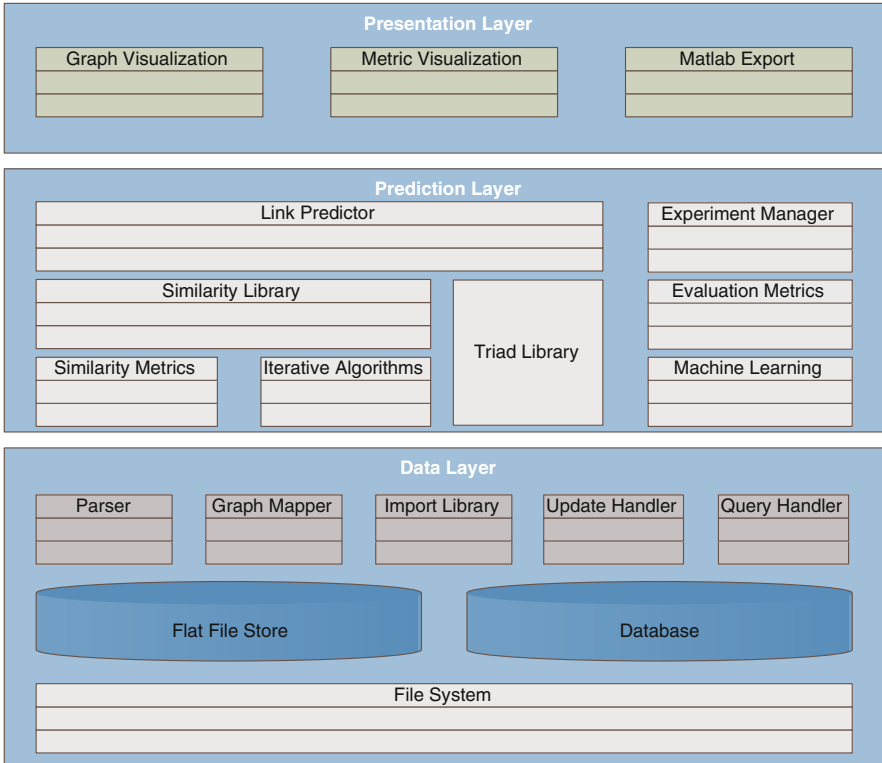 Presentation Layer
Graph Visualization
Metric Visualization
Matlab Export
Prediction Layer
Link Predictor
Experiment Manager
Similarity Library
Triad Library
Evaluation Metrics
Similarity Metrics
Iterative Algorithms
Machine Learning
Data Layer
Parser
Graph Mapper
Import Library
Update Handler
Query Handler
Flat File Store
Database
File System